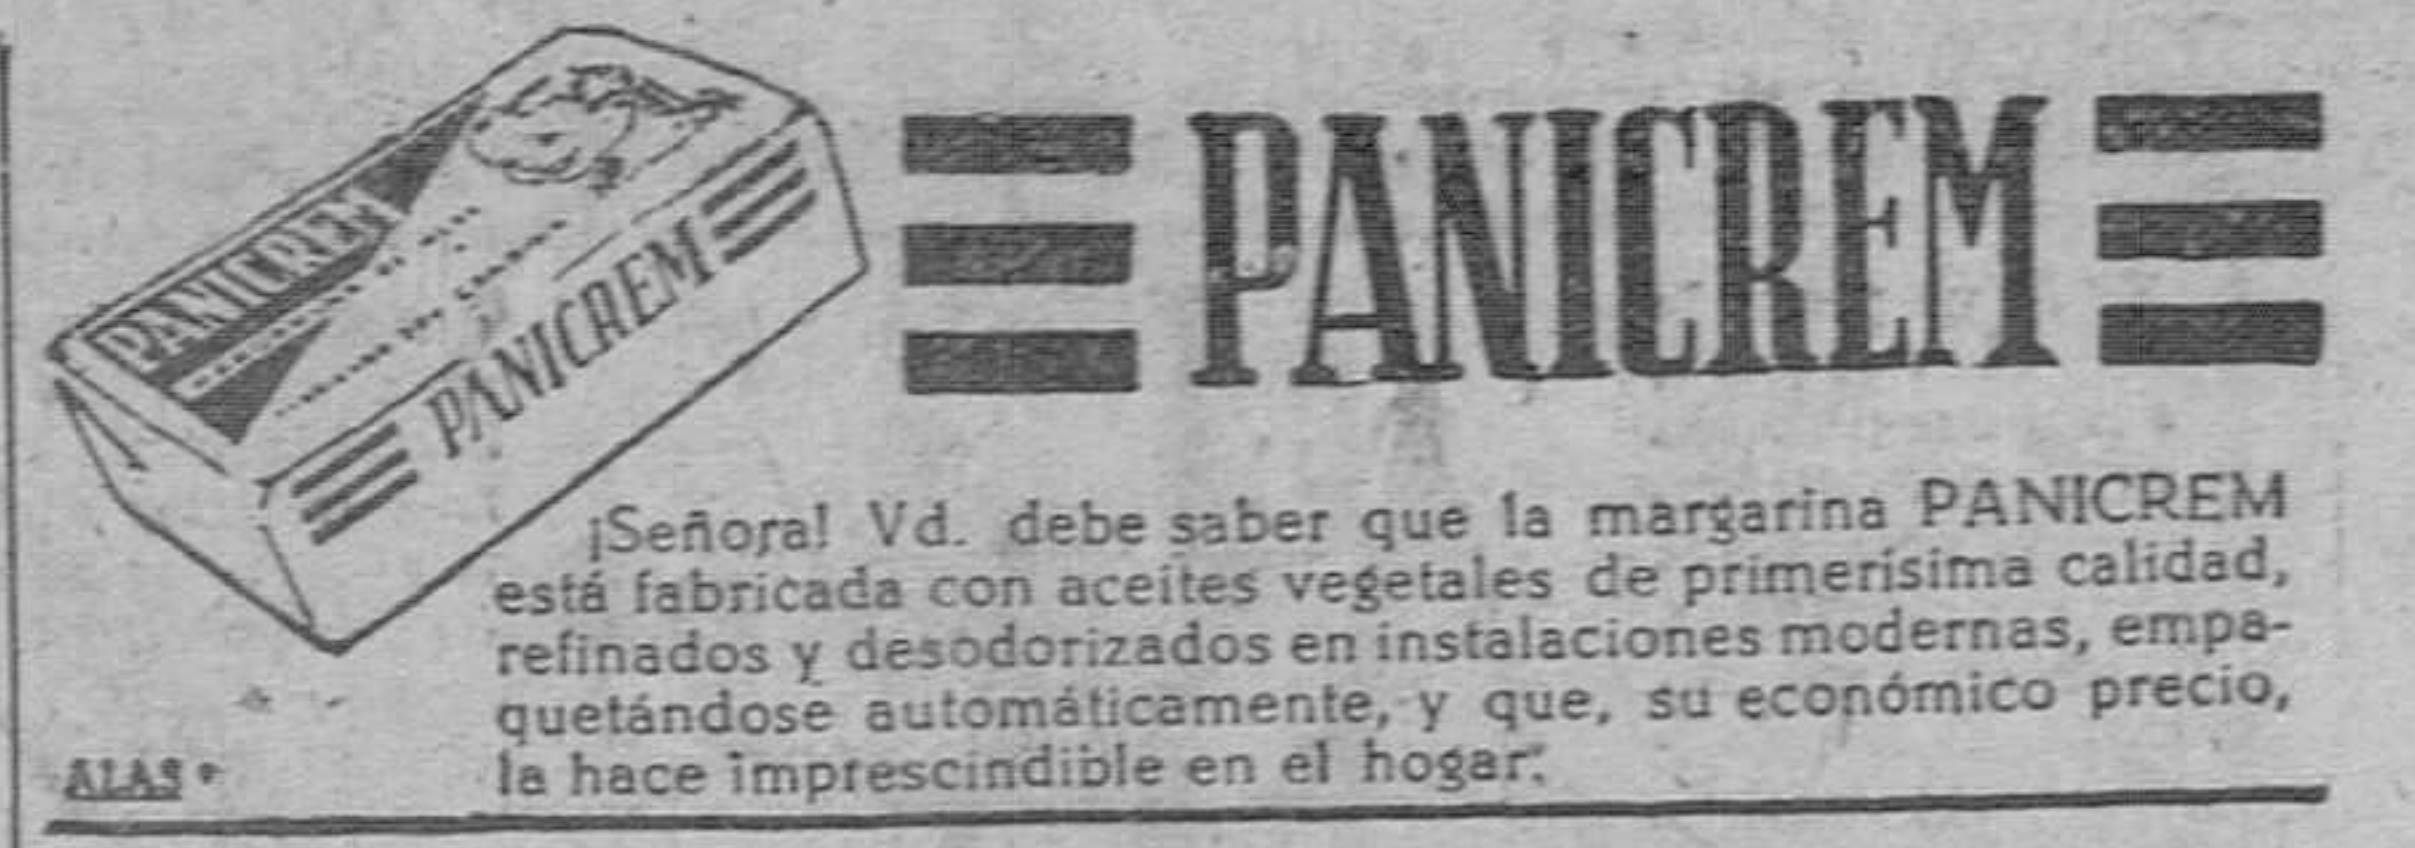 PANICREM
PANICREM
PANICREM
¡Señora! Vd. debe saber que la margarina PANICREM
está fabricada con aceites vegetales de primerísima calidad,
refinados y desodorizados en instalaciones modernas, empa-
quetándose automáticamente, y que, su económico precio,
la hace imprescindible en el hogar.
ALAS